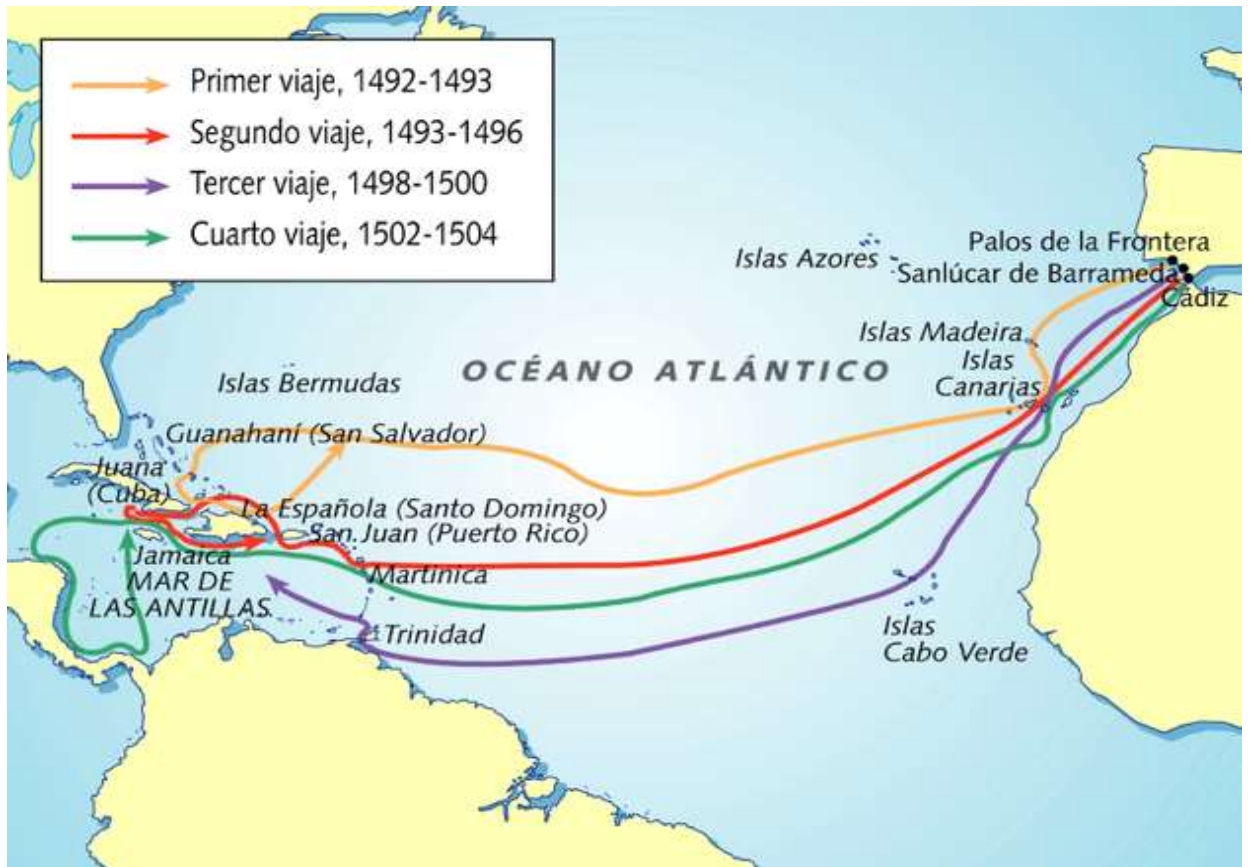 Primer viaje, 1492-1493
Segundo viaje, 1493-1496
Tercer viaje, 1498-1500
Cuarto viaje, 1502-1504
Palos de la Frontera
Islas Azores
Sanlúcar de Barrameda
Cádiz
Islas Madeira
Islas
Canarias
OCÉANO ATLÁNTICO
Islas Bermudas
Guanahaní (San Salvador)
Juana
(Cuba)
La Española (Santo Domingo)
San Juan (Puerto Rico)
Jamaica
MAR DE
LAS ANTILLAS
Martinica
Trinidad
Islas
Cabo Verde